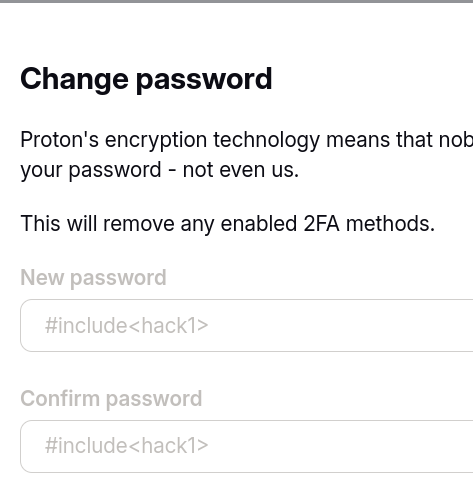 Change password
Proton's encryption technology means that nob
your password - not even us.
This will remove any enabled 2FA methods.
New password
#include<hack1>
Confirm password
#include<hack1>